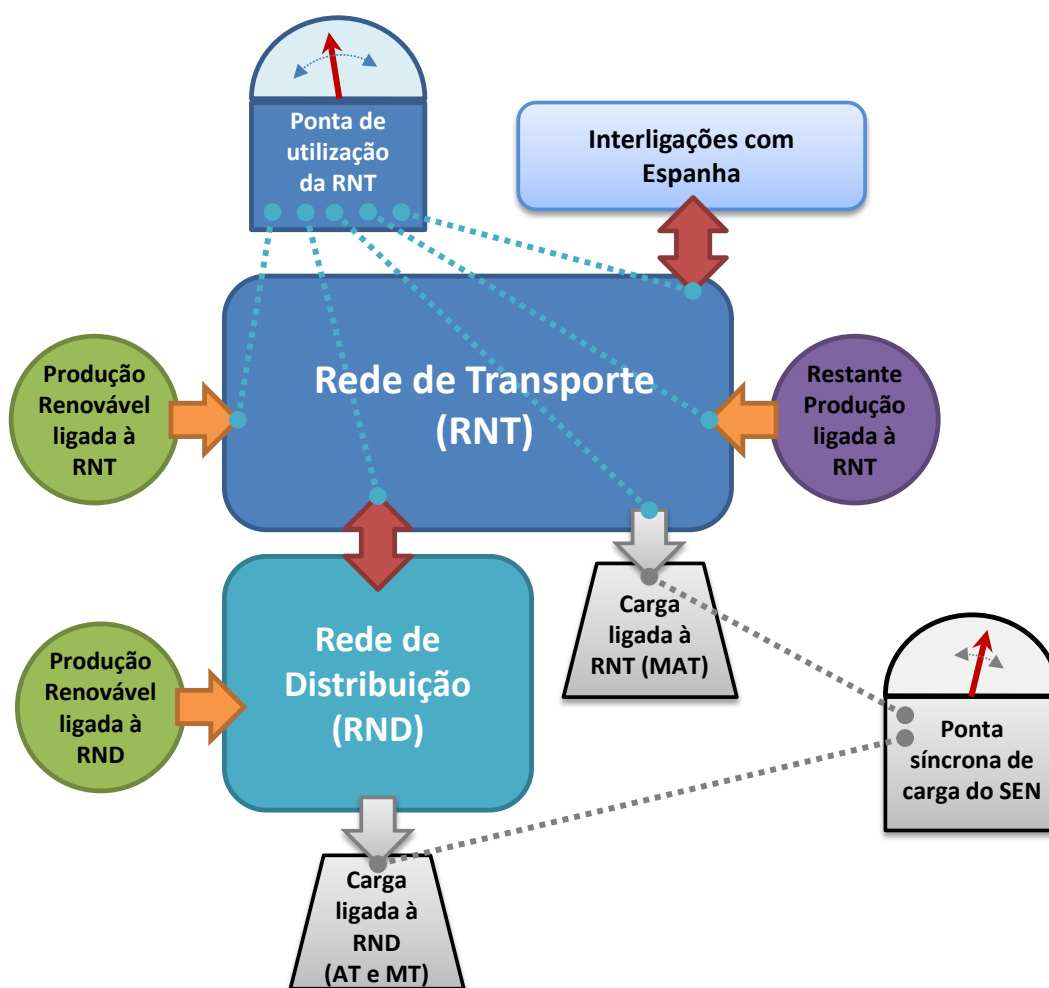 Ponta de
utilização
da RNT
Interligações com
Espanha
Produção
Renovável
ligada à
RNT
Rede de Transporte
(RNT)
Restante
Produção
ligada à
RNT
Carga
ligada à
RNT (MAT)
Produção
Renovável
ligada à
RND
Rede de
Distribuição
(RND)
Ponta
síncrona de
carga do SEN
Carga
ligada à
RND
(AT e MT)